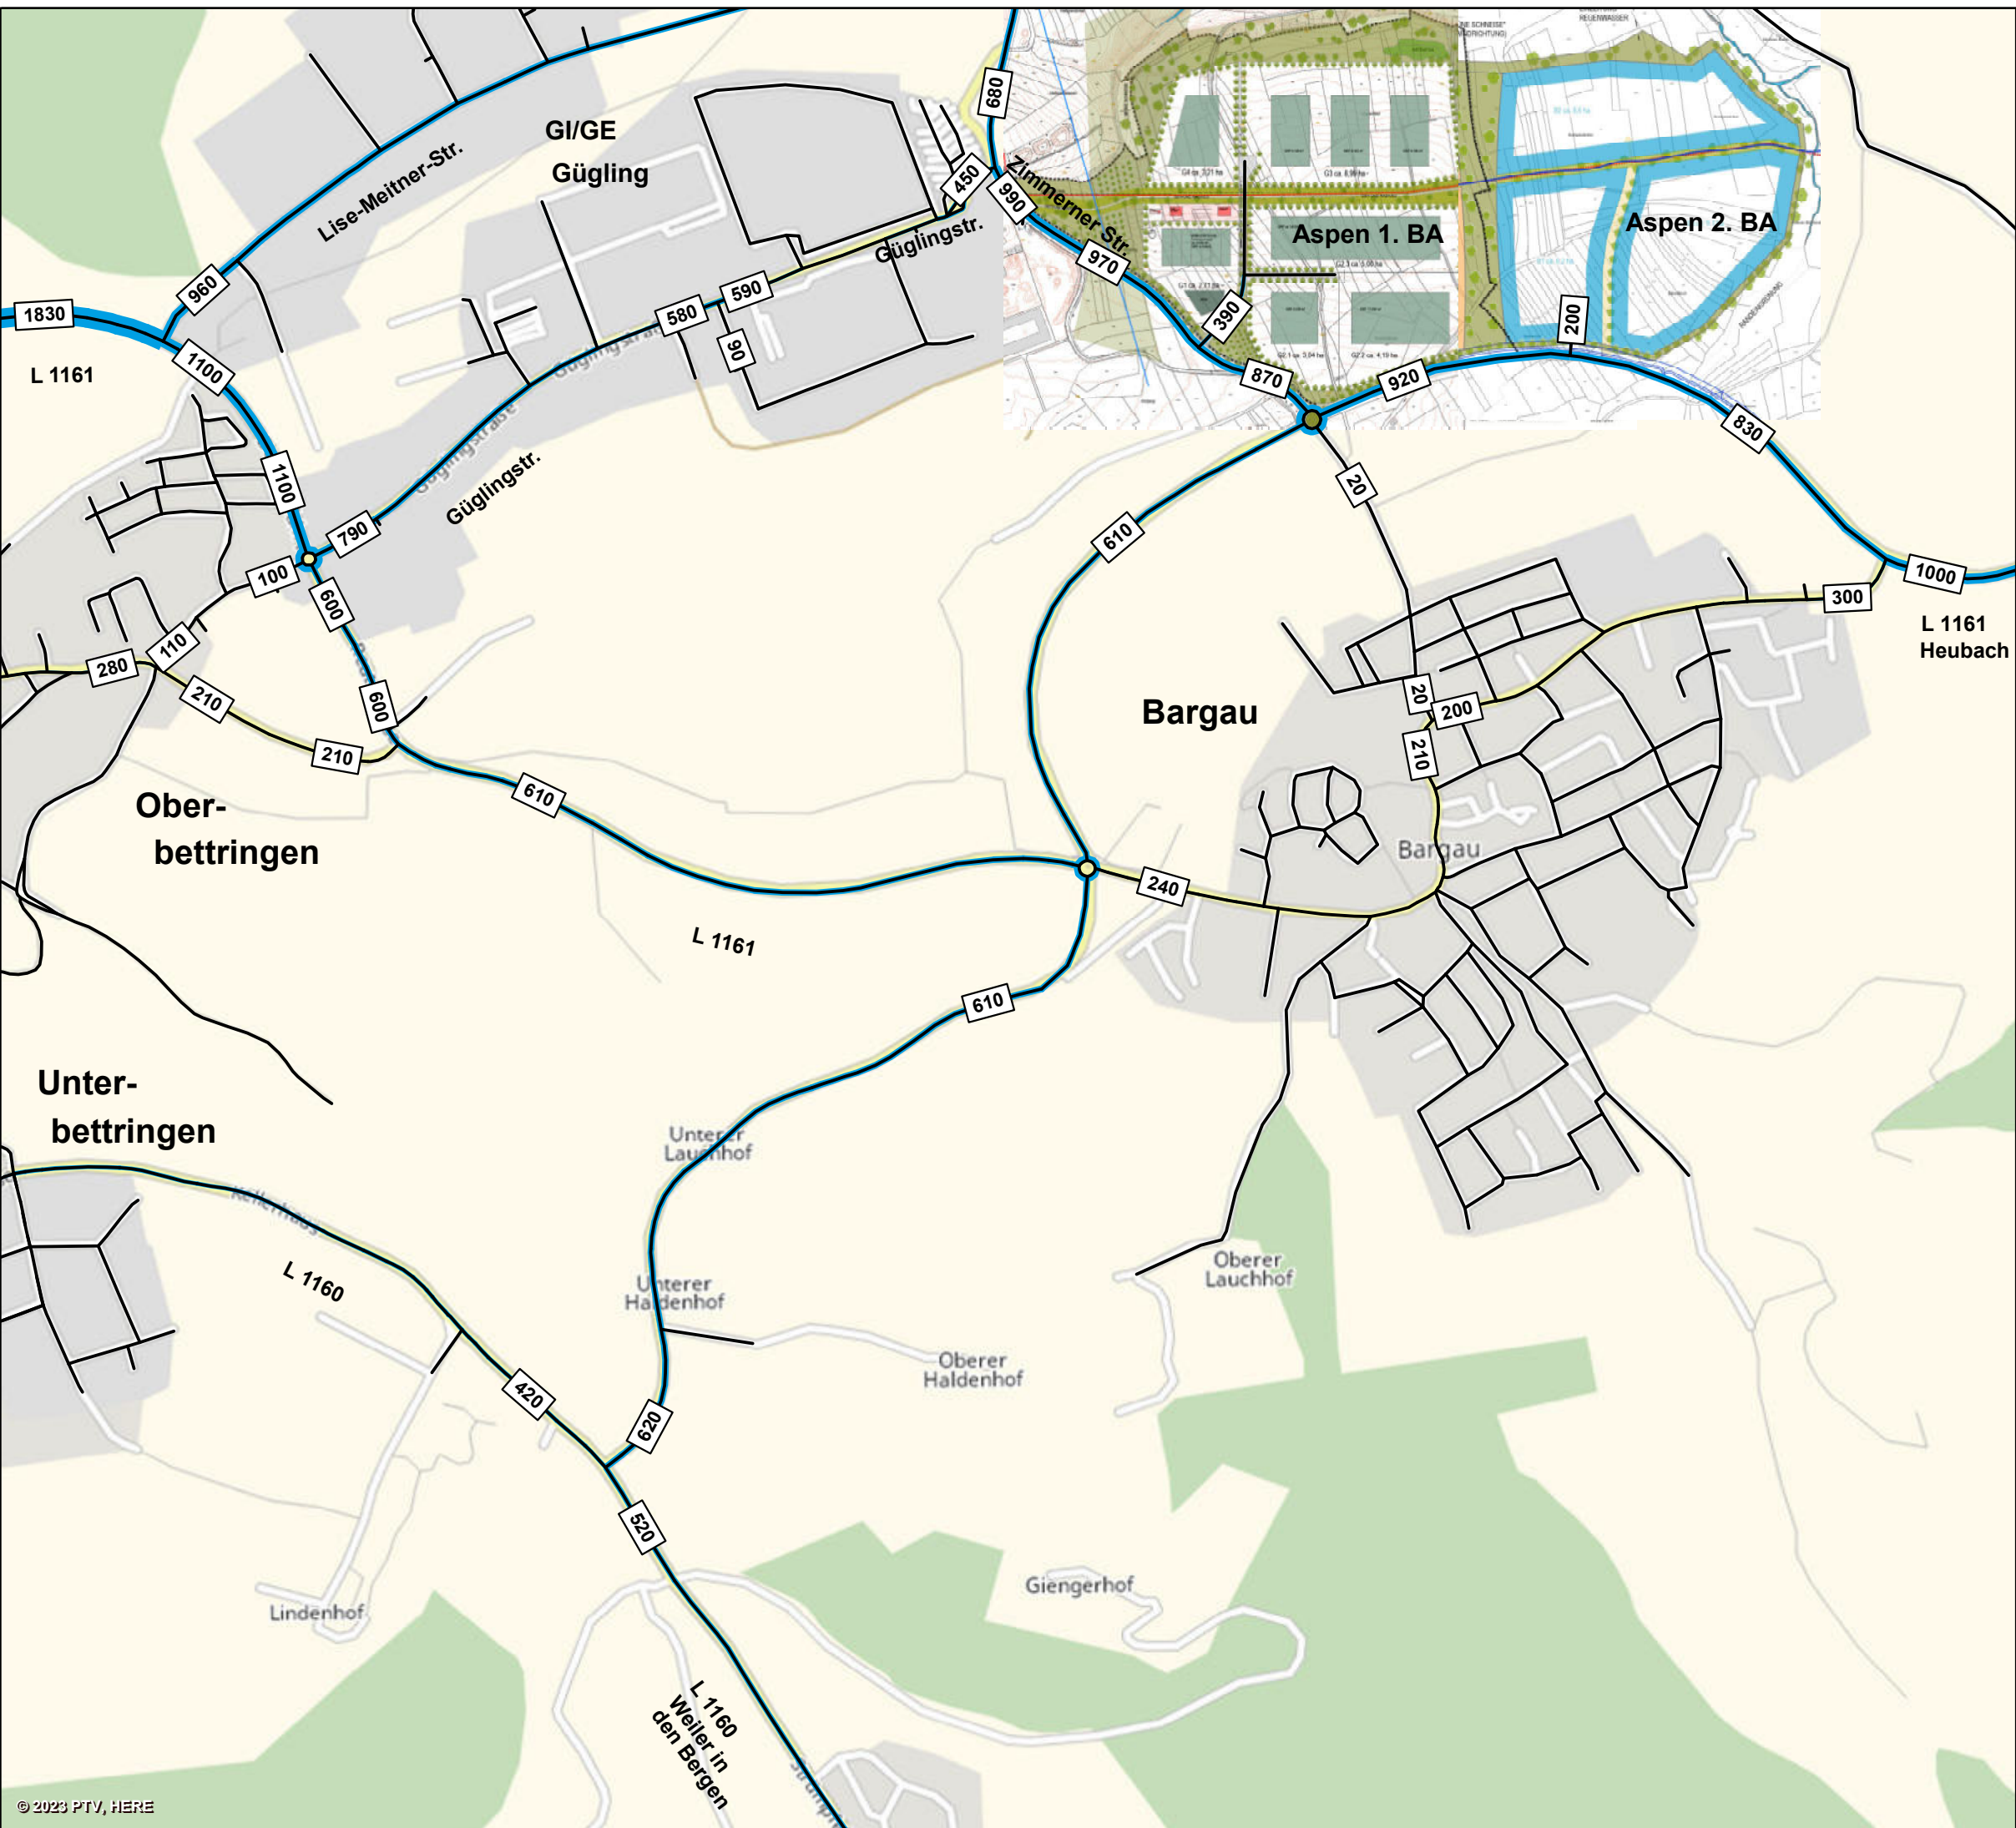 680
GI/GE
Gügling
Lise-Meitner-Str.
450
990
Zimmerner Str.
970
Güglingstr.
Aspen 1. BA
Aspen 2. BA
960
1830
590
580
90
390
200
L 1161
1100
870
920
830
1100
Güglingstraße
Güglingstr.
790
20
610
100
600
110
280
210
600
210
1000
300
L 1161
Heubach
Bargau
20
200
210
610
Ober-
bettringen
Bargau
240
L 1161
610
Unter-
bettringen
Unterer
Lauchhof
L 1160
Unterer
Haldenhof
Oberer
Lauchhof
Oberer
Haldenhof
420
620
520
Giengerhof
Lindenhof
L 1160
Weiler in
den Bergen
© 2023 PTV, HERE